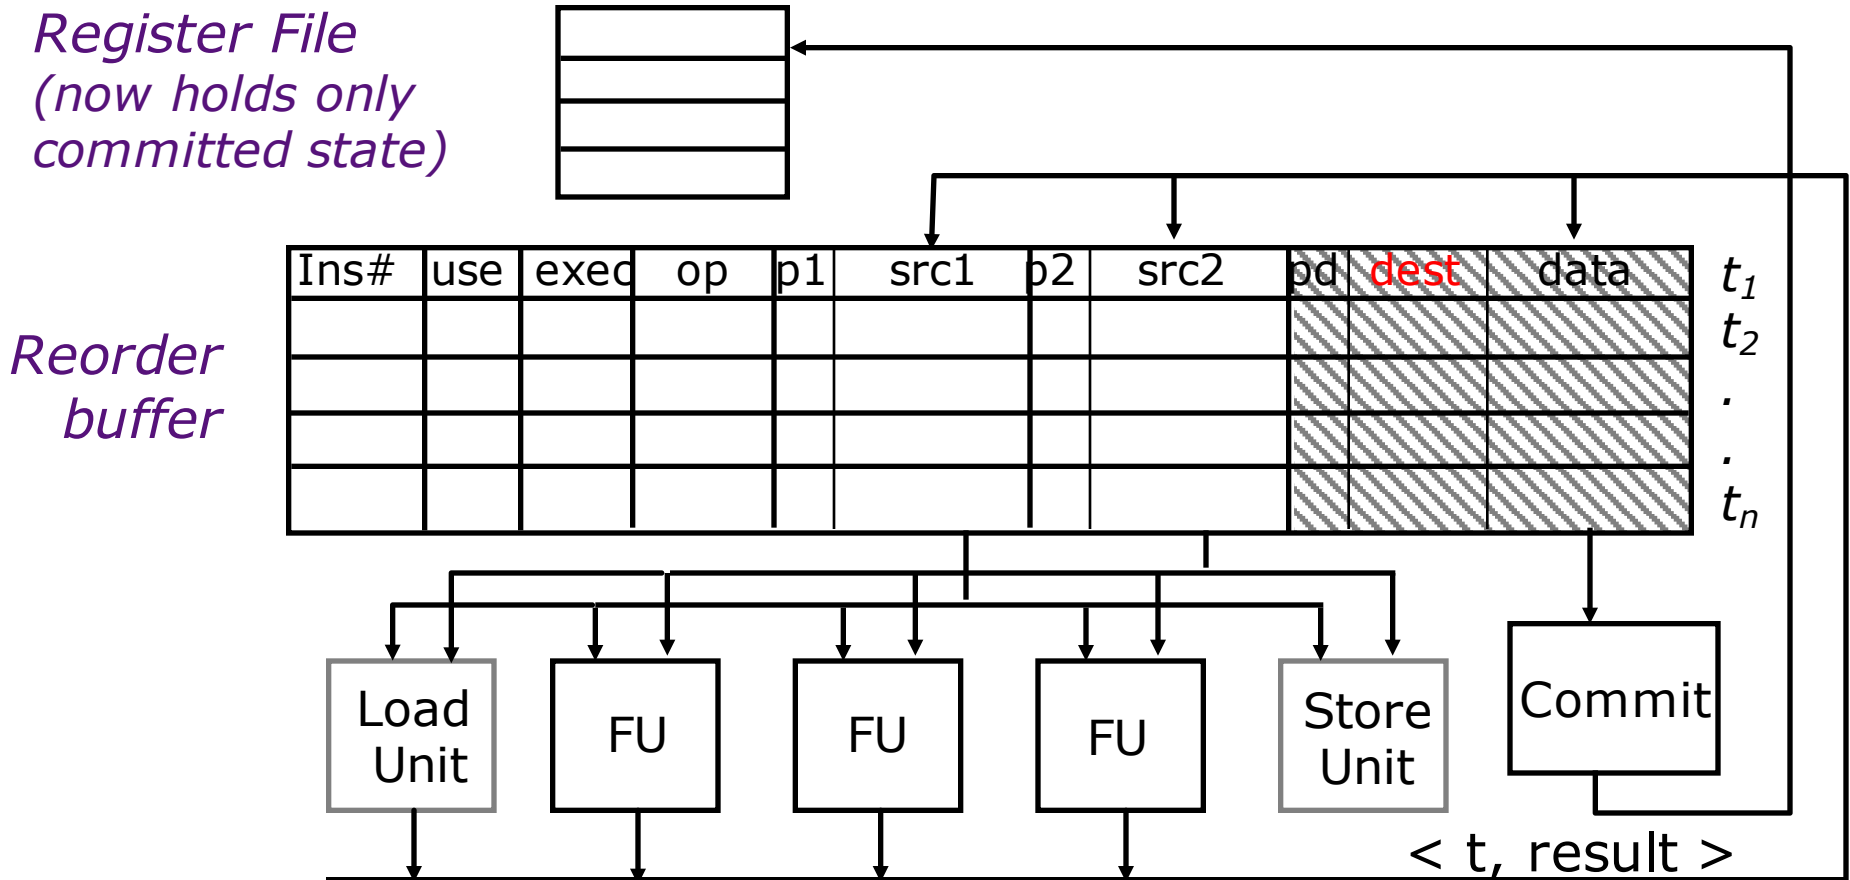 Register File
(now holds only
committed state)
Ins# use exec op p1 src1 p2 src2 pd dest data t1
t2
Reorder
buffer
.
.
tn
Load
Unit
FU
FU
FU
Store
Unit
Commit
< t, result >